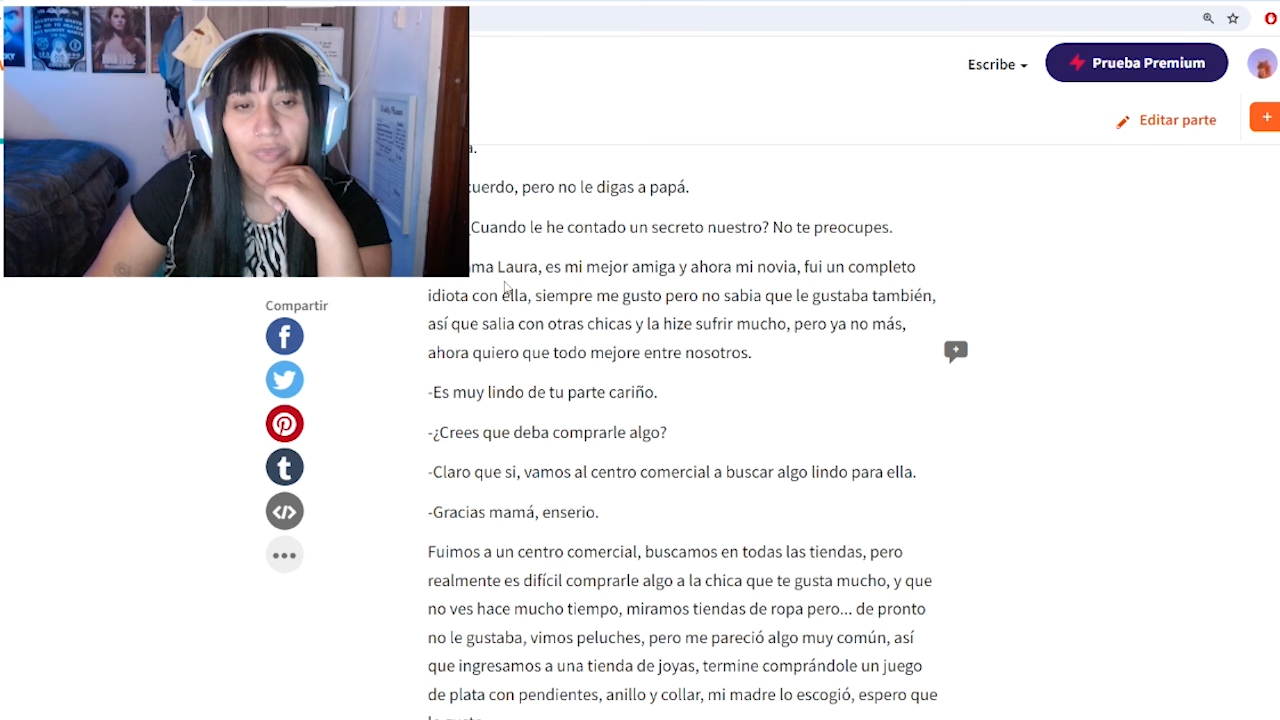 Escribe
Prueba Premium
Editar parte
+
a.
cuerdo, pero no le digas a papá.
¿Cuando le he contado un secreto nuestro? No te preocupes.
ma Laura, es mi mejor amiga y ahora mi novia, fui un completo
idiota con ella, siempre me gusto pero no sabia que le gustaba también,
así que salia con otras chicas y la hize sufrir mucho, pero ya no más,
ahora quiero que todo mejore entre nosotros.
-Es muy lindo de tu parte cariño.
-¿Crees que deba comprarle algo?
-Claro que si, vamos al centro comercial a buscar algo lindo para ella.
-Gracias mamá, enserio.
Fuimos a un centro comercial, buscamos en todas las tiendas, pero
realmente es difícil comprarle algo a la chica que te gusta mucho, y que
no ves hace mucho tiempo, miramos tiendas de ropa pero... de pronto
no le gustaba, vimos peluches, pero me pareció algo muy común, así
que ingresamos a una tienda de joyas, termine comprándole un juego
de plata con pendientes, anillo y collar, mi madre lo escogió, espero que
Compartir